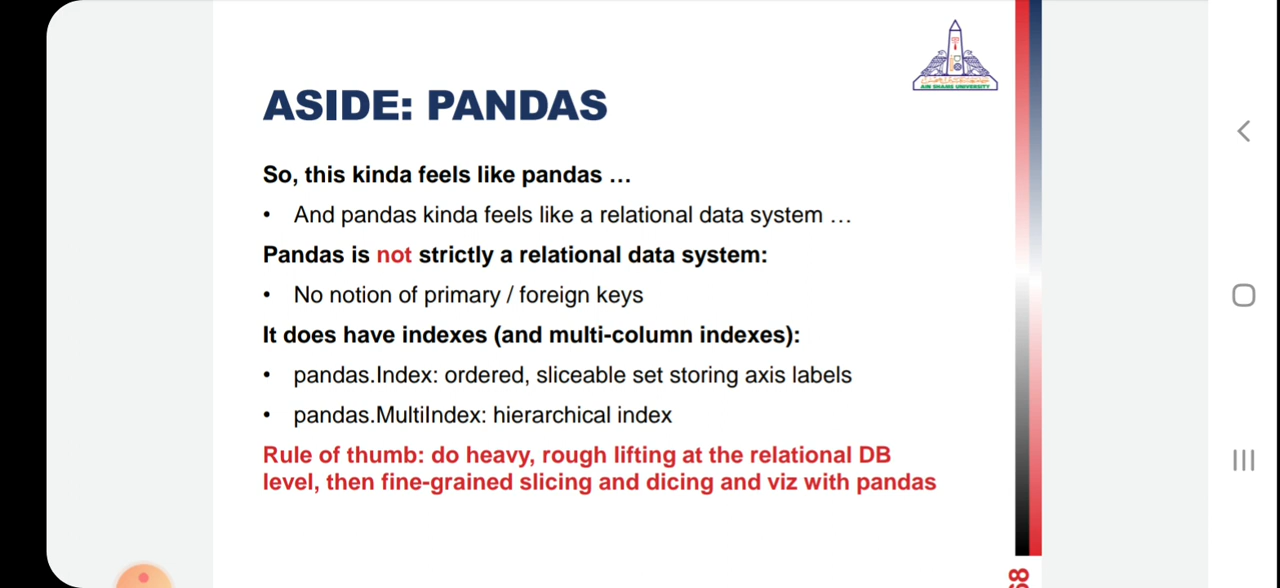 AIN SHAMS UNIVERSITY
ASIDE: PANDAS
So, this kinda feels like pandas …
• And pandas kinda feels like a relational data system …
Pandas is not strictly a relational data system:
• No notion of primary / foreign keys
It does have indexes (and multi-column indexes):
• pandas.Index: ordered, sliceable set storing axis labels
• pandas.MultiIndex: hierarchical index
Rule of thumb: do heavy, rough lifting at the relational DB
level, then fine-grained slicing and dicing and viz with pandas